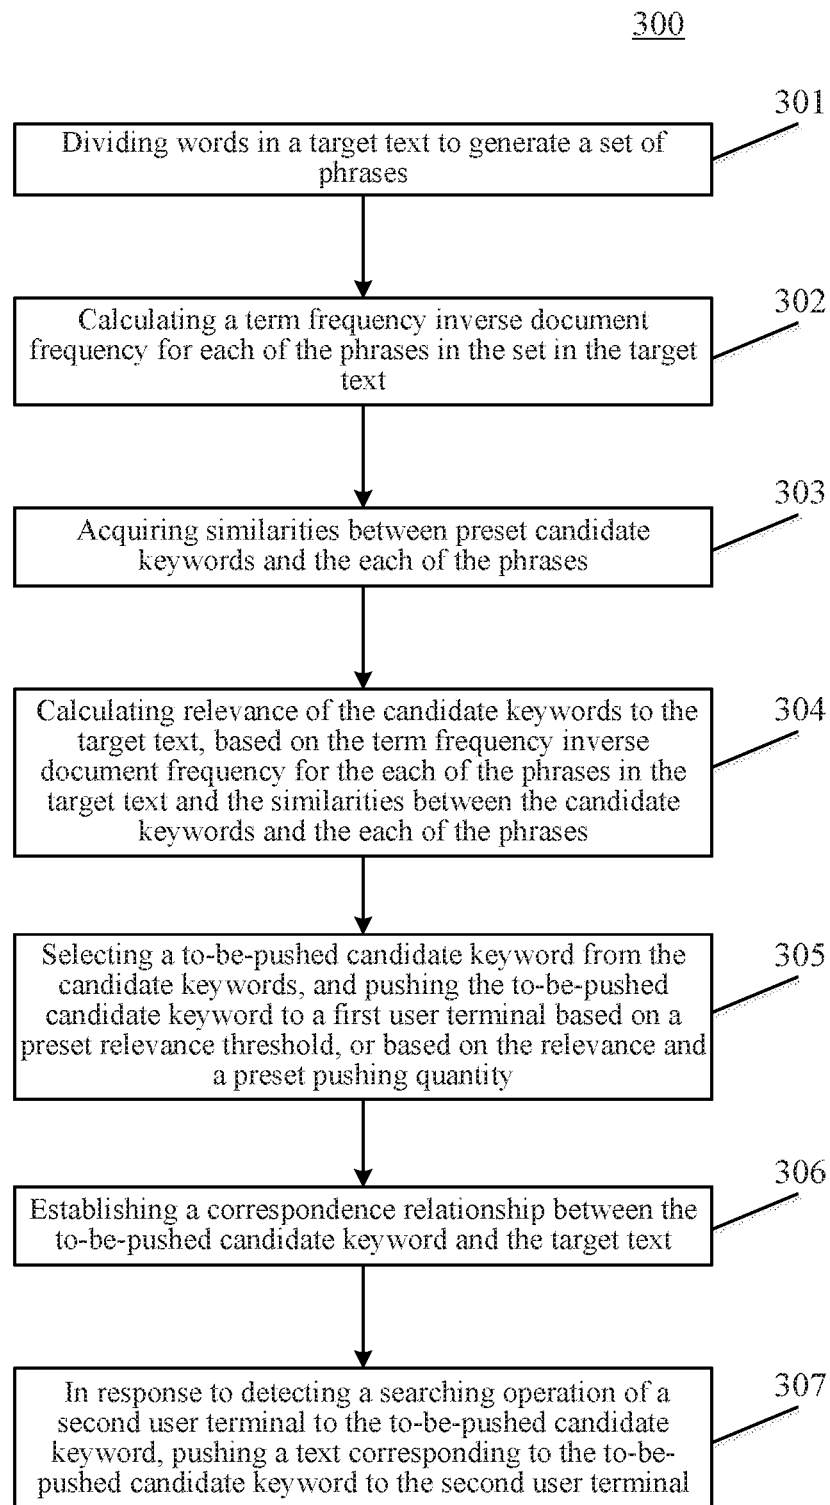 300
301
Dividing words in a target text to generate a set of
phrases
302
Calculating a term frequency inverse document
frequency for each of the phrases in the set in the target
text
303
Acquiring similarities between preset candidate
keywords and the each of the phrases
304
Calculating relevance of the candidate keywords to the
target text, based on the term frequency inverse
document frequency for the each of the phrases in the
target text and the similarities between the candidate
keywords and the each of the phrases
305
Selecting a to-be-pushed candidate keyword from the
candidate keywords, and pushing the to-be-pushed
candidate keyword to a first user terminal based on a
preset relevance threshold, or based on the relevance and
a preset pushing quantity
306
Establishing a correspondence relationship between the
to-be-pushed candidate keyword and the target text
307
In response to detecting a searching operation of a
second user terminal to the to-be-pushed candidate
keyword, pushing a text corresponding to the to-be-
pushed candidate keyword to the second user terminal